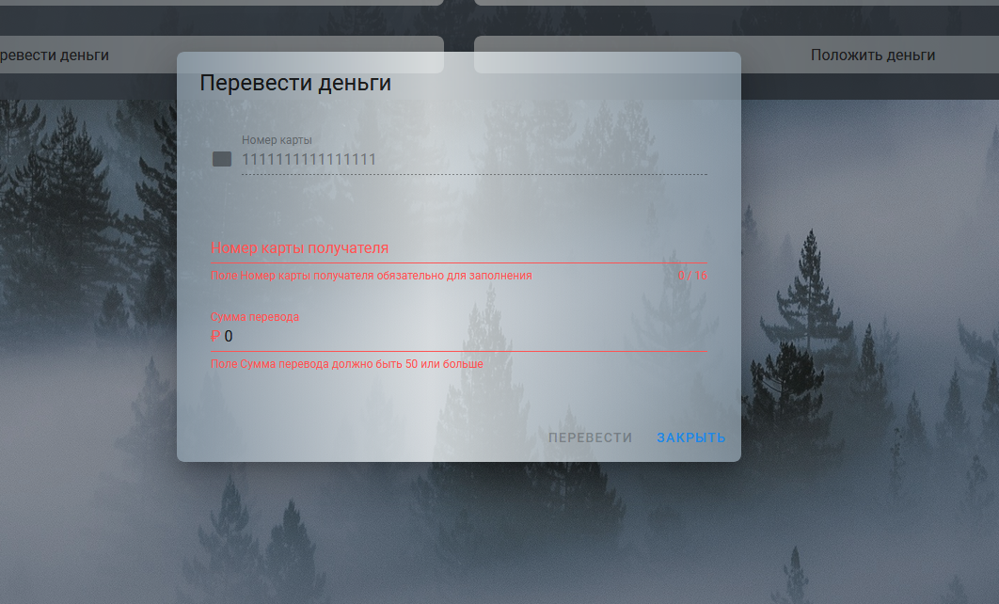 ревести деньги
Положить деньги
Перевести деньги
Номер карты
1111111111111111
Номер карты получателя
Поле Номер карты получателя обязательно для заполнения 0 / 16
Сумма перевода
₽ 0
Поле Сумма перевода должно быть 50 или больше
ПЕРЕВЕСТИ ЗАКРЫТЬ